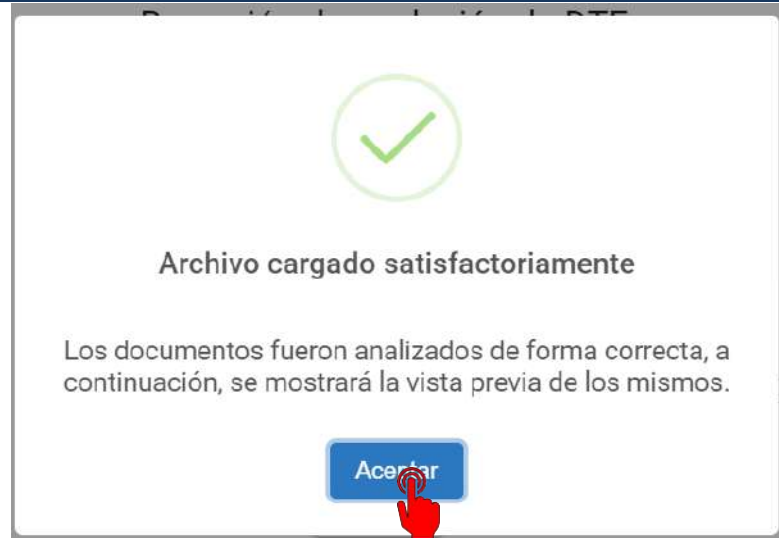 Archivo cargado satisfactoriamente
Los documentos fueron analizados de forma correcta, a
continuación, se mostrará la vista previa de los mismos.
Aceptar